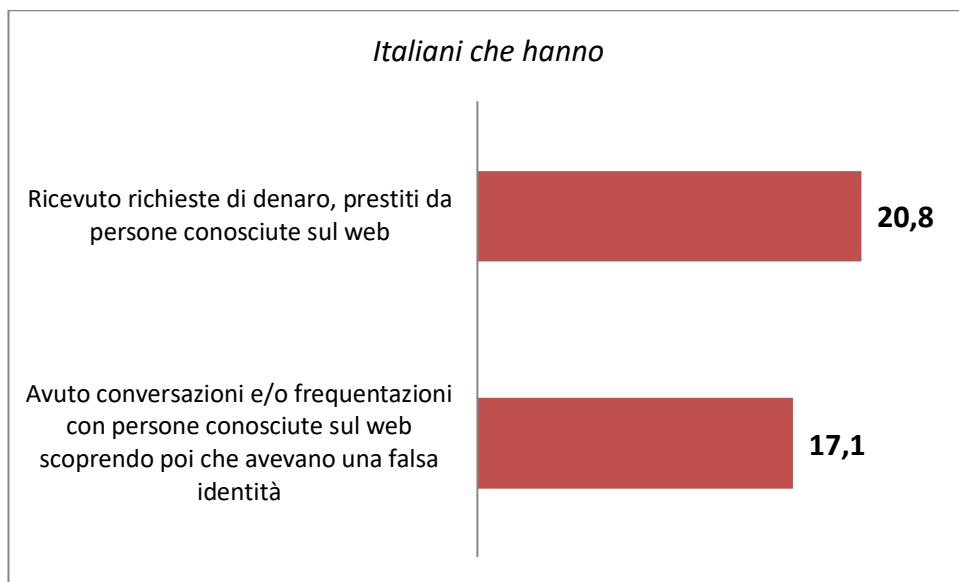 Italiani che hanno
Ricevuto richieste di denaro, prestiti da
persone conosciute sul web
20,8
Avuto conversazioni e/o frequentazioni
con persone conosciute sul web
scoprendo poi che avevano una falsa
identità
17,1